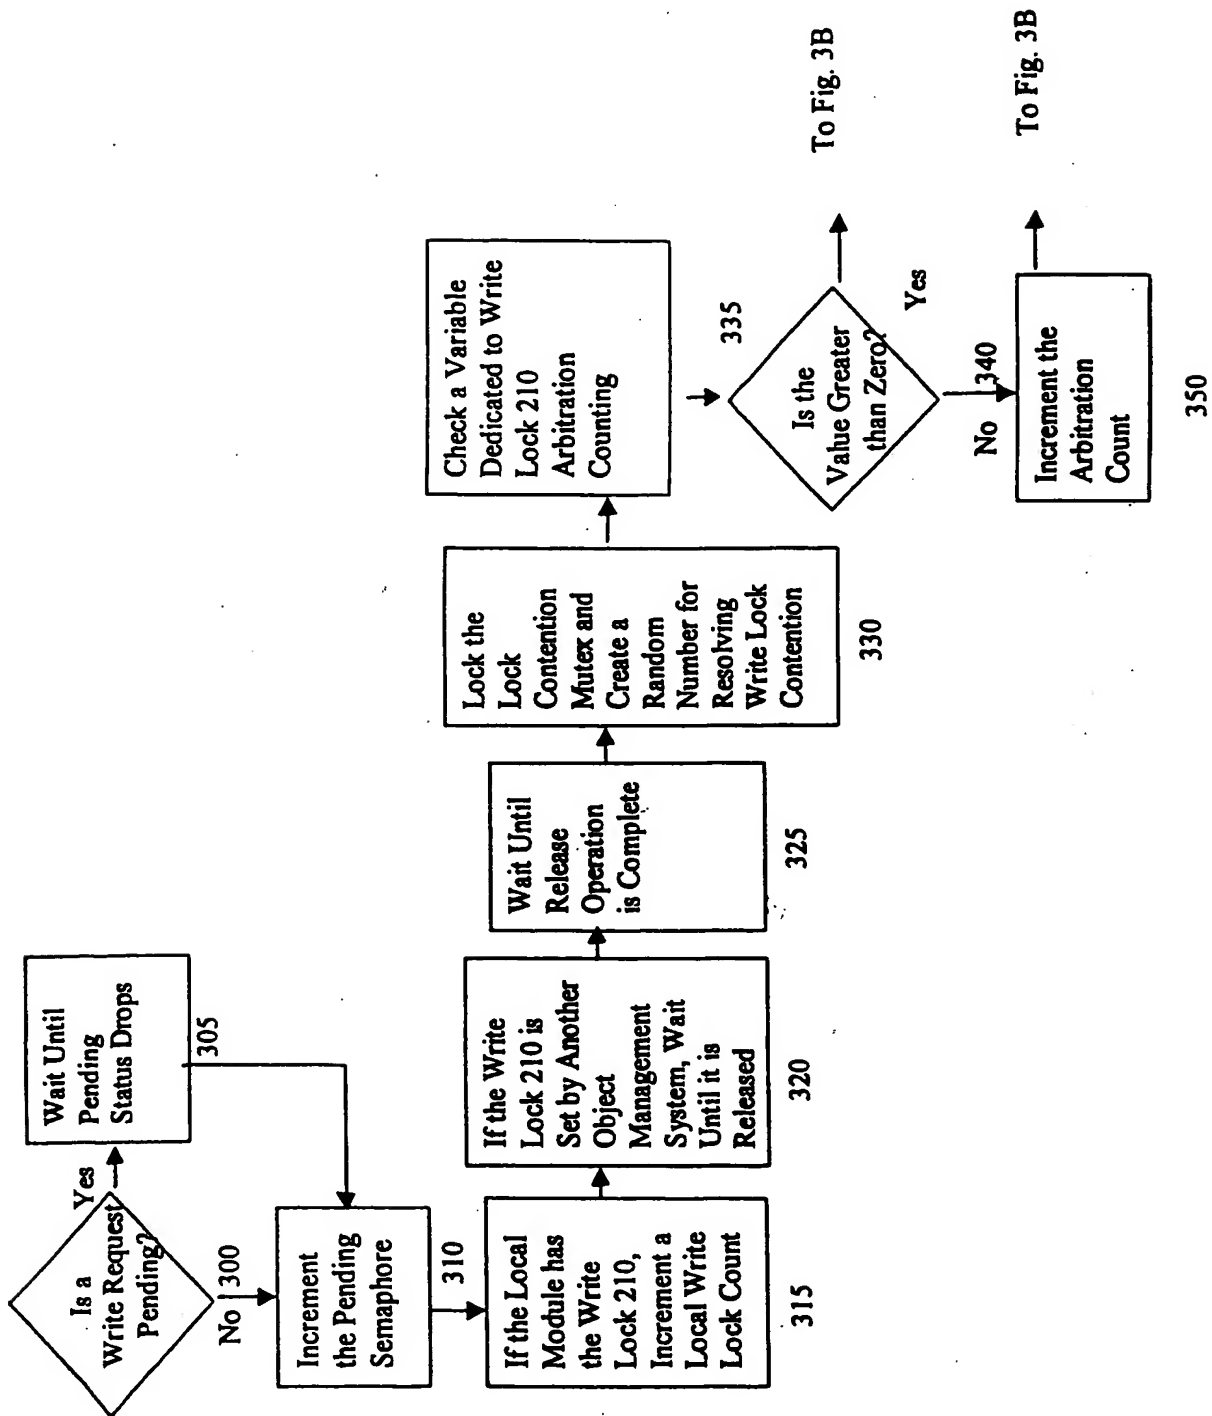 Is a
Write Request
Pending?
Yes
No
300
Wait Until
Pending
Status Drops
305
Increment
the Pending
Semaphore
310
If the Local
Module has
the Write
Lock 210,
Increment a
Local Write
Lock Count
315
If the Write
Lock 210 is
Set by Another
Object
Management
System, Wait
Until it is
Released
320
Wait Until
Release
Operation
is Complete
325
Lock the
Lock
Contention
Mutex and
Create a
Random
Number for
Resolving
Write Lock
Contention
330
Check a Variable
Dedicated to Write
Lock 210
Arbitration
Counting
335
Is the
Value Greater
than Zero?
Yes
To Fig. 3B
No
340
Increment the
Arbitration
Count
350
To Fig. 3B